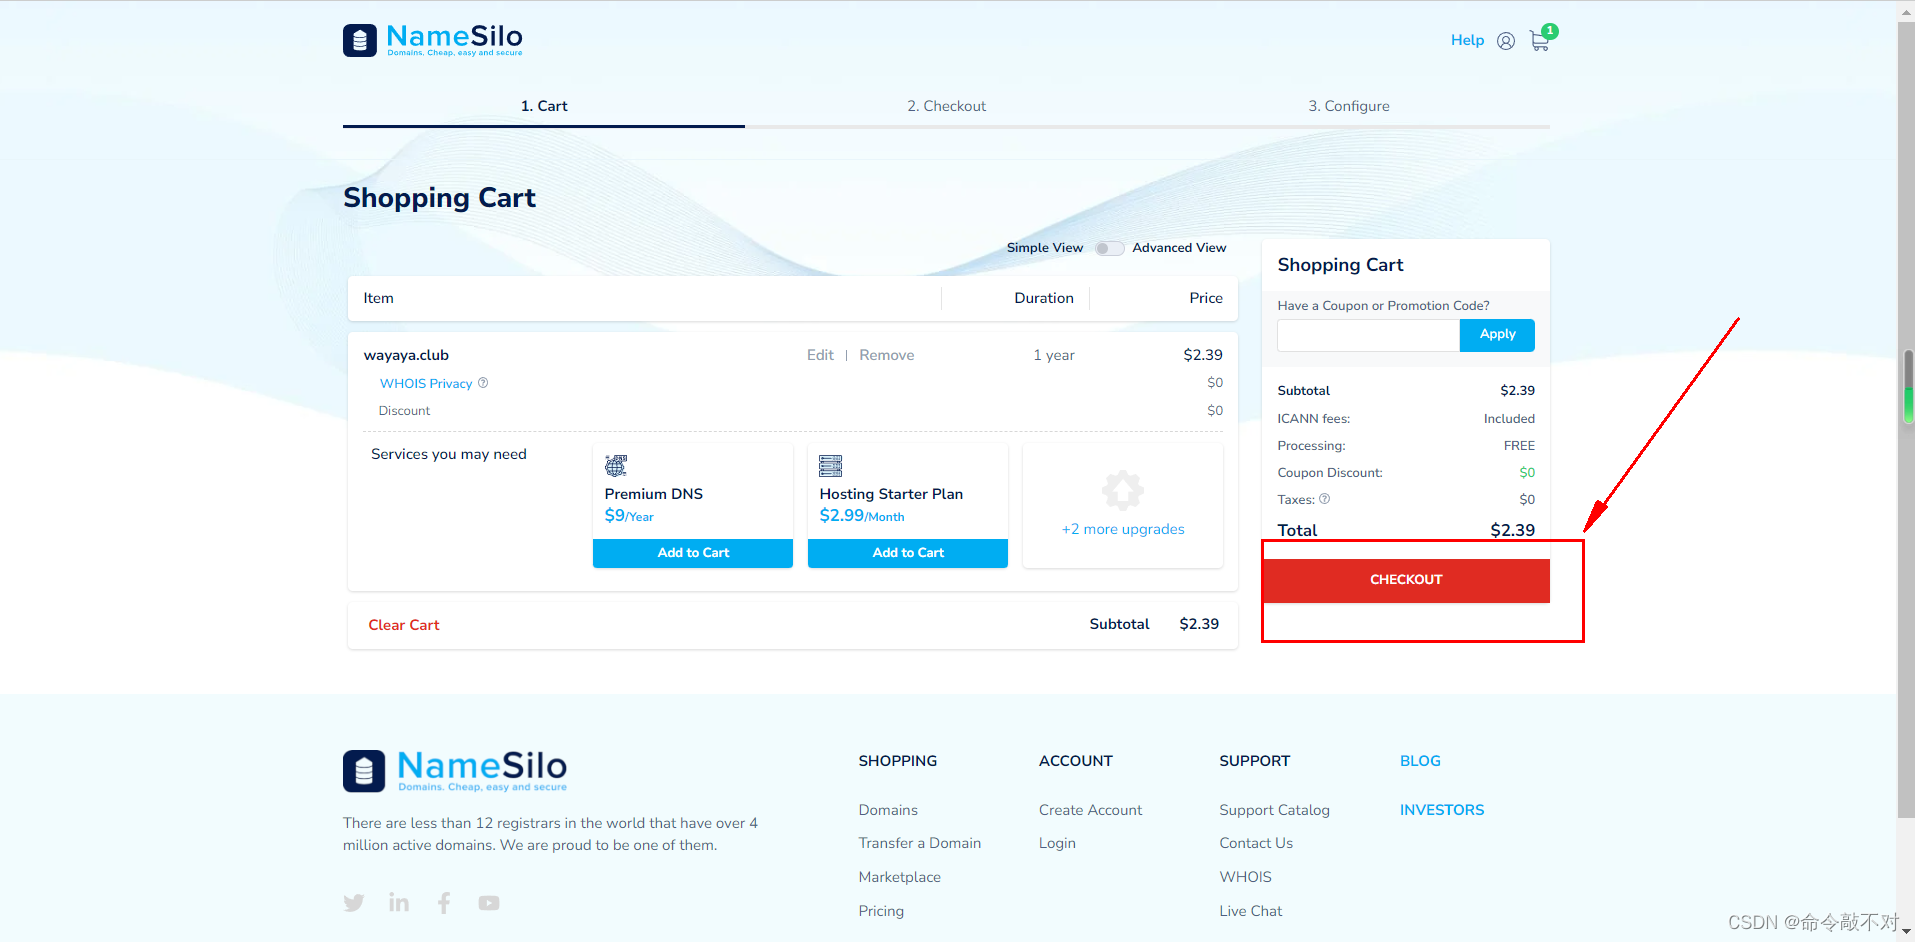 NameSilo
Domains. Cheap, easy and secure
Help
1
1. Cart
2. Checkout
3. Configure
Shopping Cart
Simple View
Advanced View
Item
Duration
Price
wayaya.club
Edit | Remove
1 year
$2.39
WHOIS Privacy
$0
Discount
$0
Services you may need
DNS
Premium DNS
$9/Year
Add to Cart
Hosting Starter Plan
$2.99/Month
Add to Cart
+2 more upgrades
Clear Cart
Subtotal
$2.39
Shopping Cart
Have a Coupon or Promotion Code?
Apply
Subtotal
$2.39
ICANN fees:
Included
Processing:
FREE
Coupon Discount:
$0
Taxes:
$0
Total
$2.39
CHECKOUT
NameSilo
Domains. Cheap, easy and secure
There are less than 12 registrars in the world that have over 4
million active domains. We are proud to be one of them.
SHOPPING
Domains
Transfer a Domain
Marketplace
Pricing
ACCOUNT
Create Account
Login
SUPPORT
Support Catalog
Contact Us
WHOIS
Live Chat
BLOG
INVESTORS
CSDN @命令敲不对